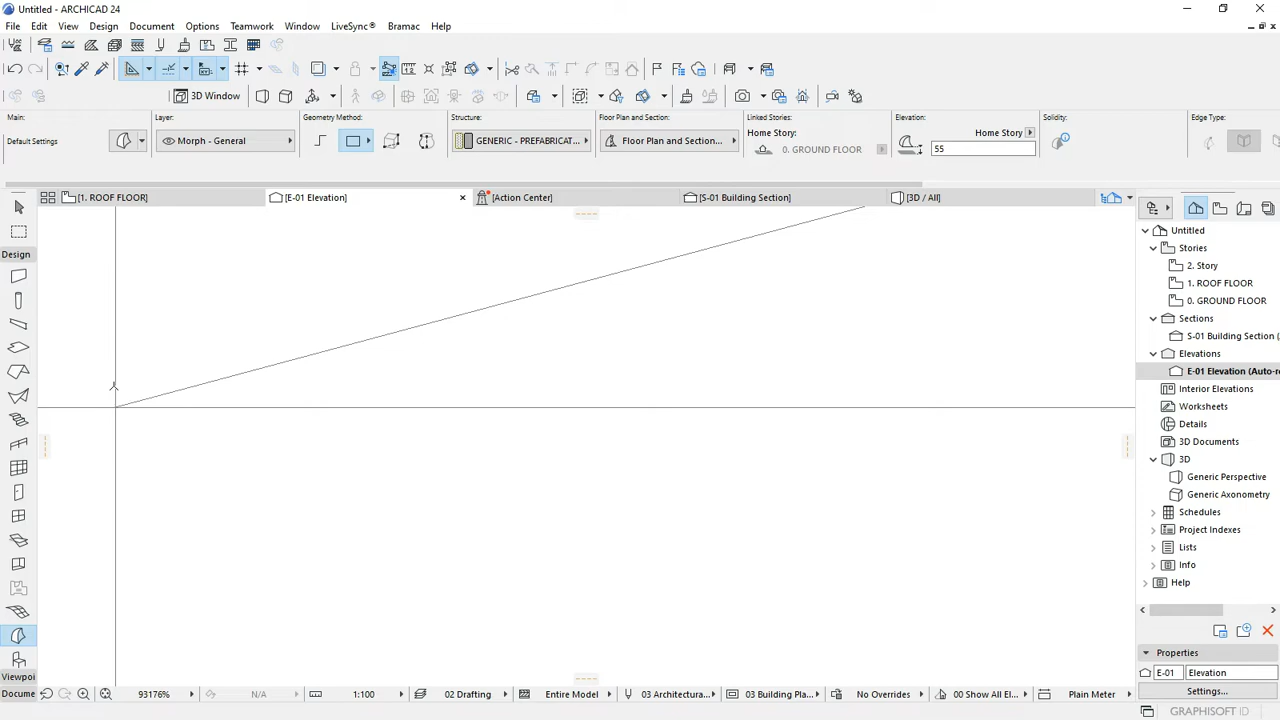 Untitled - ARCHICAD 24
File Edit View Design Document Options Teamwork Window LiveSync® Bramac Help
3D Window
Main: Layer: Geometry Method: Structure: Floor Plan and Section: Linked Stories: Elevation: Solidity: Edge Type:
Home Story: Home Story
Default Settings Morph - General GENERIC - PREFABRICAT... Floor Plan and Section... 0. GROUND FLOOR 55
[1. ROOF FLOOR] [E-01 Elevation] [Action Center] [S-01 Building Section] [3D / All]
Design
Untitled
Stories
2. Story
1. ROOF FLOOR
0. GROUND FLOOR
Sections
S-01 Building Section (
Elevations
E-01 Elevation (Auto-r
Interior Elevations
Worksheets
Details
3D Documents
3D
Generic Perspective
Generic Axonometry
Schedules
Project Indexes
Lists
Info
Help
Properties
E-01 Elevation
Settings...
Viewpoi
Docume
93176% N/A 1:100 02 Drafting Entire Model 03 Architectura... 03 Building Pla... No Overrides 00 Show All El... Plain Meter
GRAPHISOFT ID